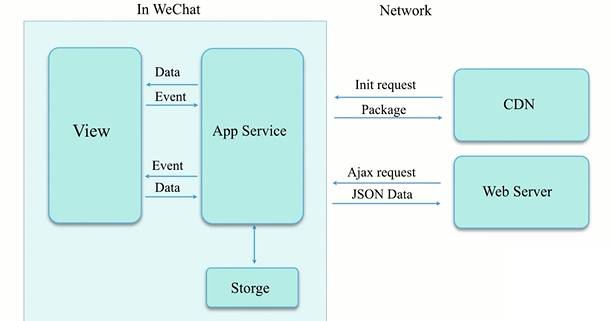 In WeChat
Network
Data
Event
View
App Service
Event
Data
Storge
Init request
Package
CDN
Ajax request
JSON Data
Web Server